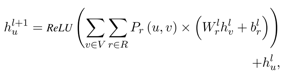 h_u^{l+1} = ReLU ( ∑_{v∈V} ∑_{r∈R} P_r (u, v) × (W_r^l h_v^l + b_r^l) )
+h_u^l,